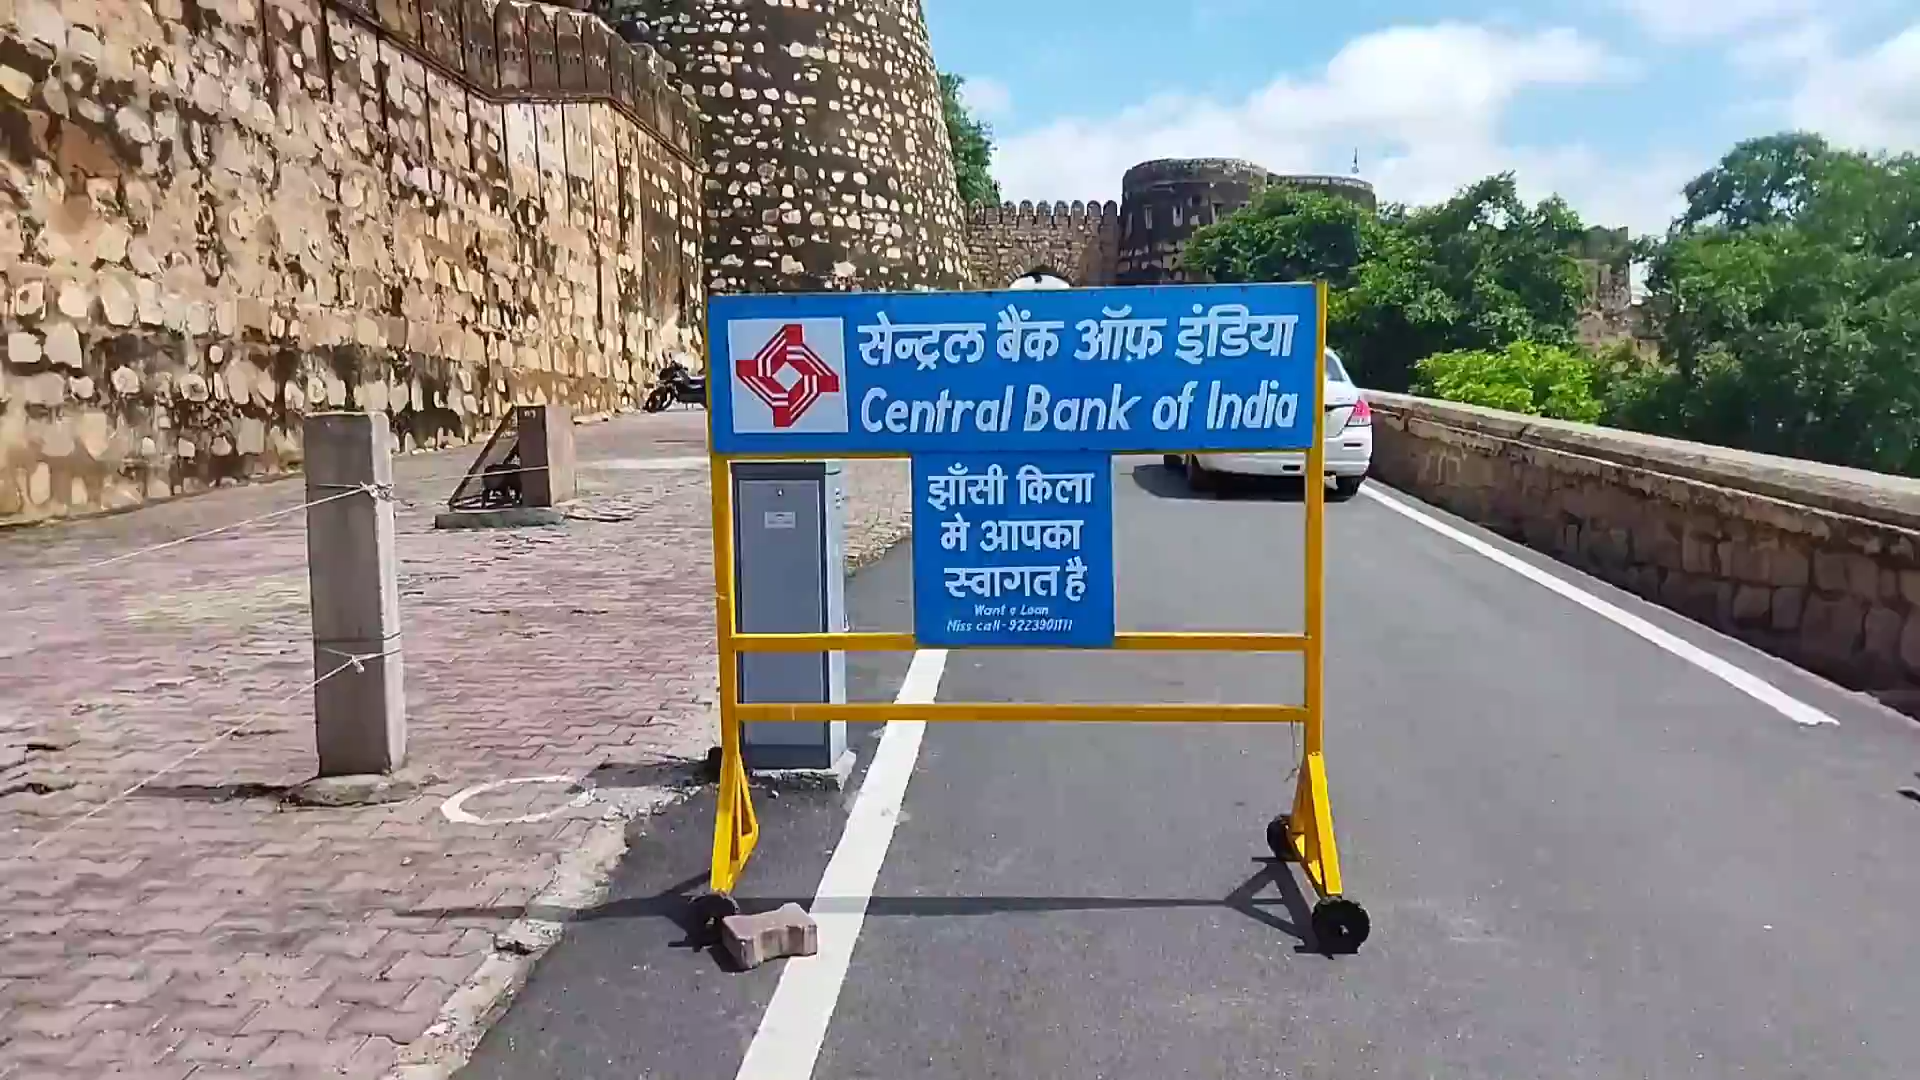 सेन्ट्रल बैंक ऑफ़ इंडिया
Central Bank of India
झाँसी किला
मे आपका
स्वागत है
Want a Loan
Miss call-9223901111